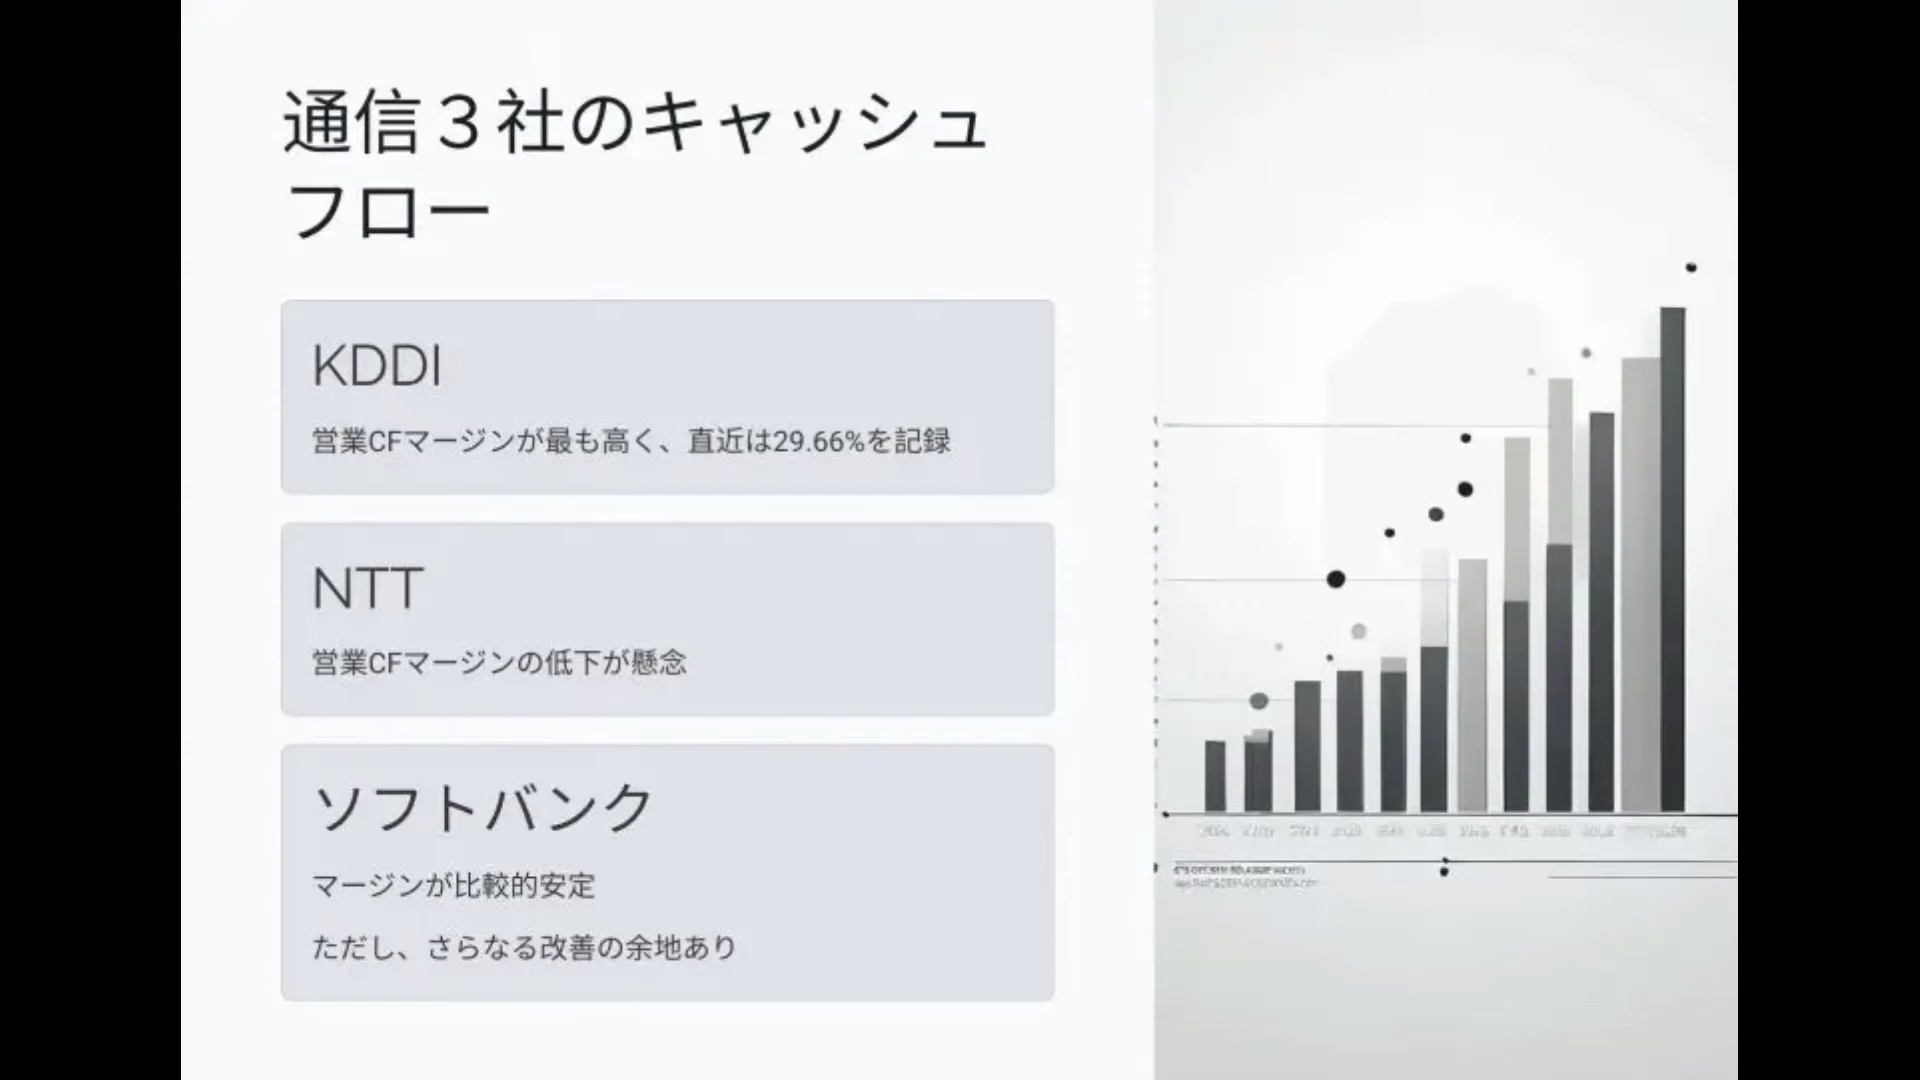 通信３社のキャッシュ
フロー
KDDI
営業CFマージンが最も高く、直近は29.66%を記録
NTT
営業CFマージンの低下が懸念
ソフトバンク
マージンが比較的安定
ただし、さらなる改善の余地あり